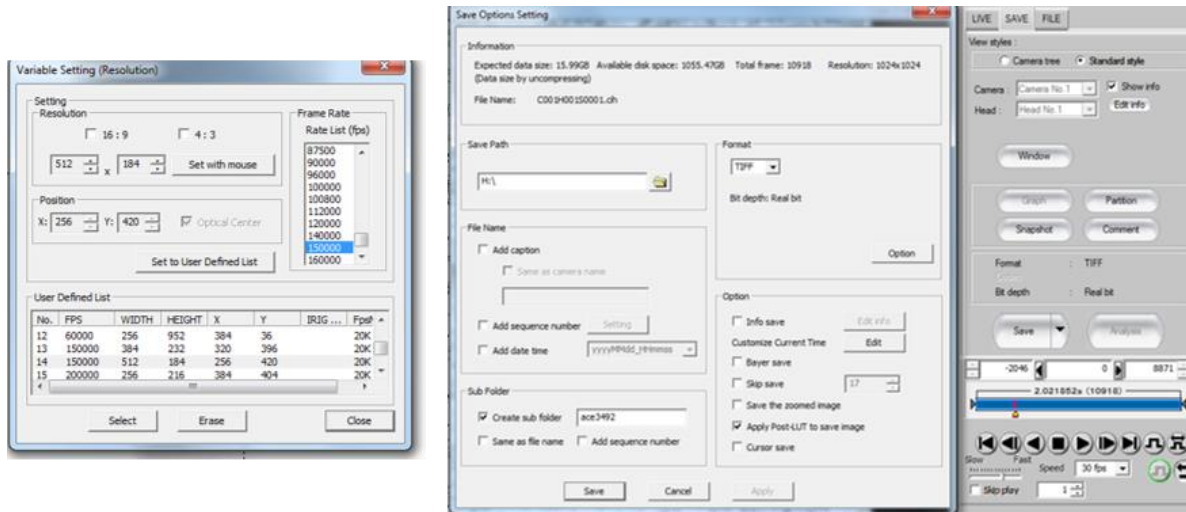 Variable Setting (Resolution)
Setting
Resolution
16 : 9
4 : 3
512 x 184
Set with mouse
Position
X: 256 Y: 420
Optical Center
Set to User Defined List
Frame Rate
Rate List (fps)
87500
90000
96000
100000
100800
112000
120000
140000
150000
160000
User Defined List
No. FPS WIDTH HEIGHT X Y IRIG ...
12 60000 256 952 384 36 20K
13 150000 384 232 320 396 20K
14 150000 512 184 256 420 20K
15 200000 256 216 384 404 20K
Select
Erase
Close
Save Options Setting
Information
Expected data size: 15.99GB Available disk space: 1055.47GB Total frame: 10918 Resolution: 1024x1024
(Data size by uncompressing)
File Name: C001H001S0001.cih
Save Path
H:\
File Name
Add caption
Same as camera name
Add sequence number
Setting
Add date time
yyyyMMdd_HHmmss
Sub Folder
Create sub folder
ace3492
Same as file name
Add sequence number
Format
TIFF
Bit depth: Real bit
Option
Option
Info save
Edit info
Customize Current Time
Edit
Bayer save
Skip save
17
Save the zoomed image
Apply Post-LUT to save image
Cursor save
Save
Cancel
Apply
LIVE SAVE FILE
View styles :
Camera tree
Standard style
Camera : Camera No.1
Show info
Head : Head No.1
Edit info
Window
Graph
Partition
Snapshot
Comment
Format : TIFF
Bit depth : Real bit
Save
Analysis
-2046 0 8871
2.021852s (10918)
Slow Fast
Speed 30 fps
Skip play 1